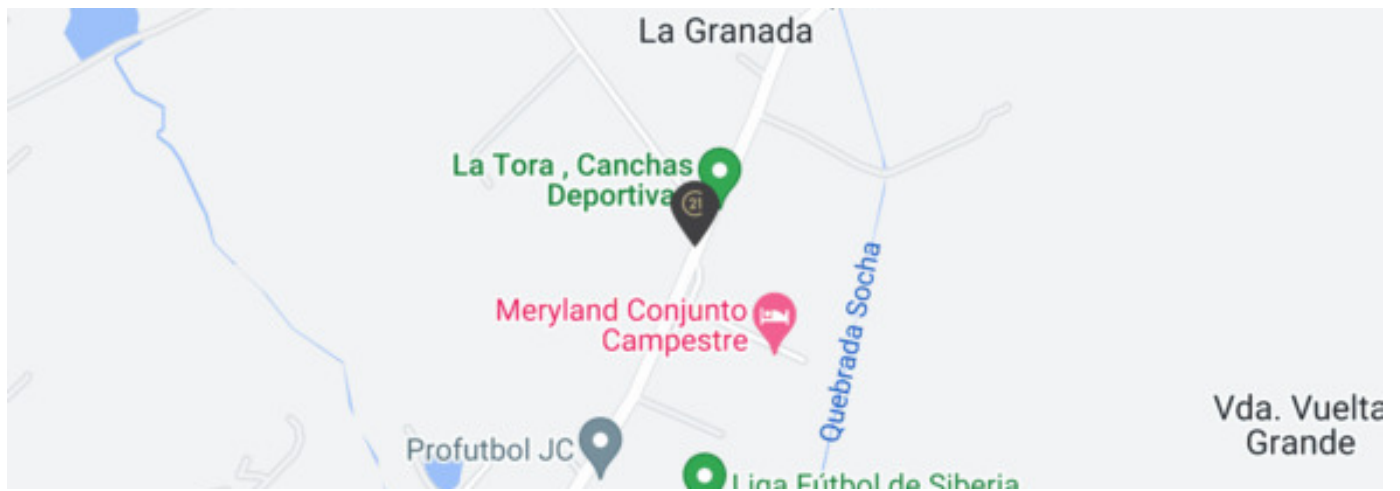 La Granada
La Tora , Canchas
Deportiva
21
Meryland Conjunto
Campestre
Quebrada Socha
Vda. Vuelta
Grande
Profutbol JC
Liga Fútbol de Siberia